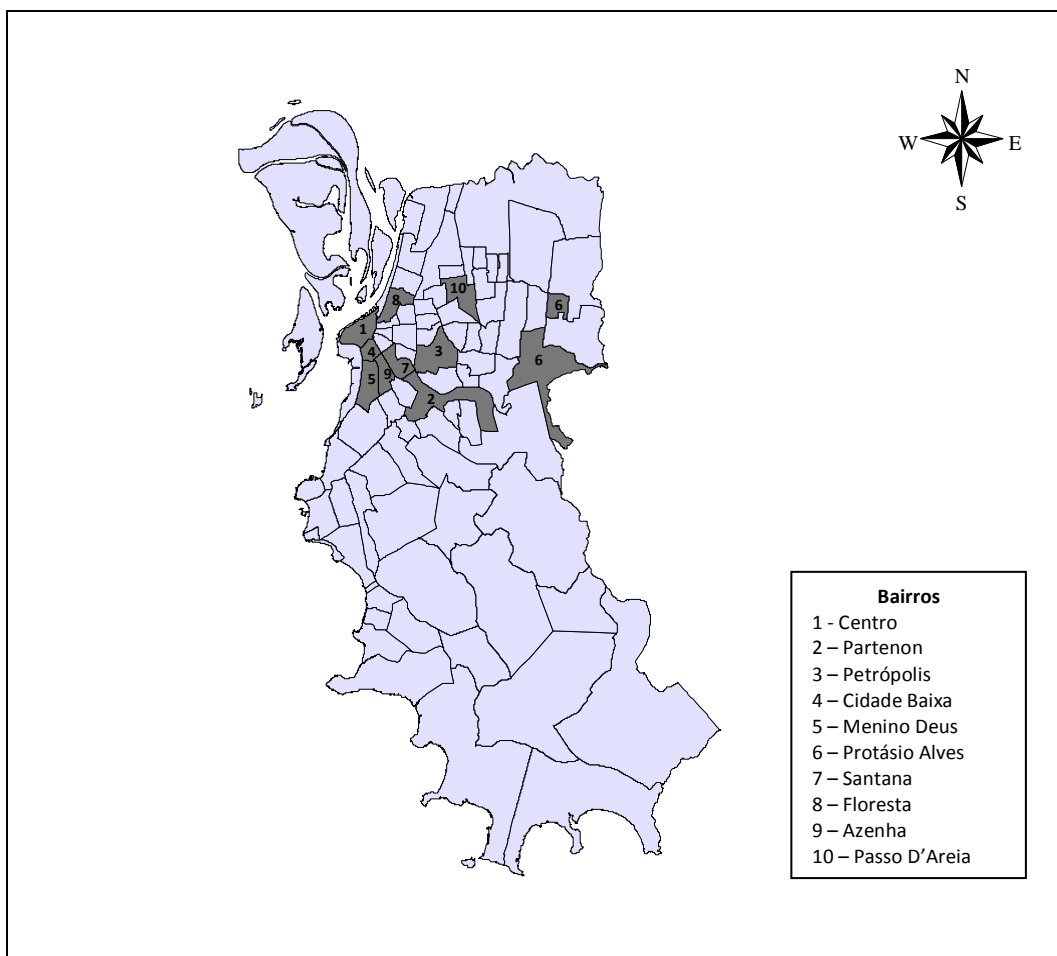 N
W E
S
10
8
6
1
4
3
6
7
5
9
2
Bairros
1 - Centro
2 – Partenon
3 – Petrópolis
4 – Cidade Baixa
5 – Menino Deus
6 – Protásio Alves
7 – Santana
8 – Floresta
9 – Azenha
10 – Passo D’Areia